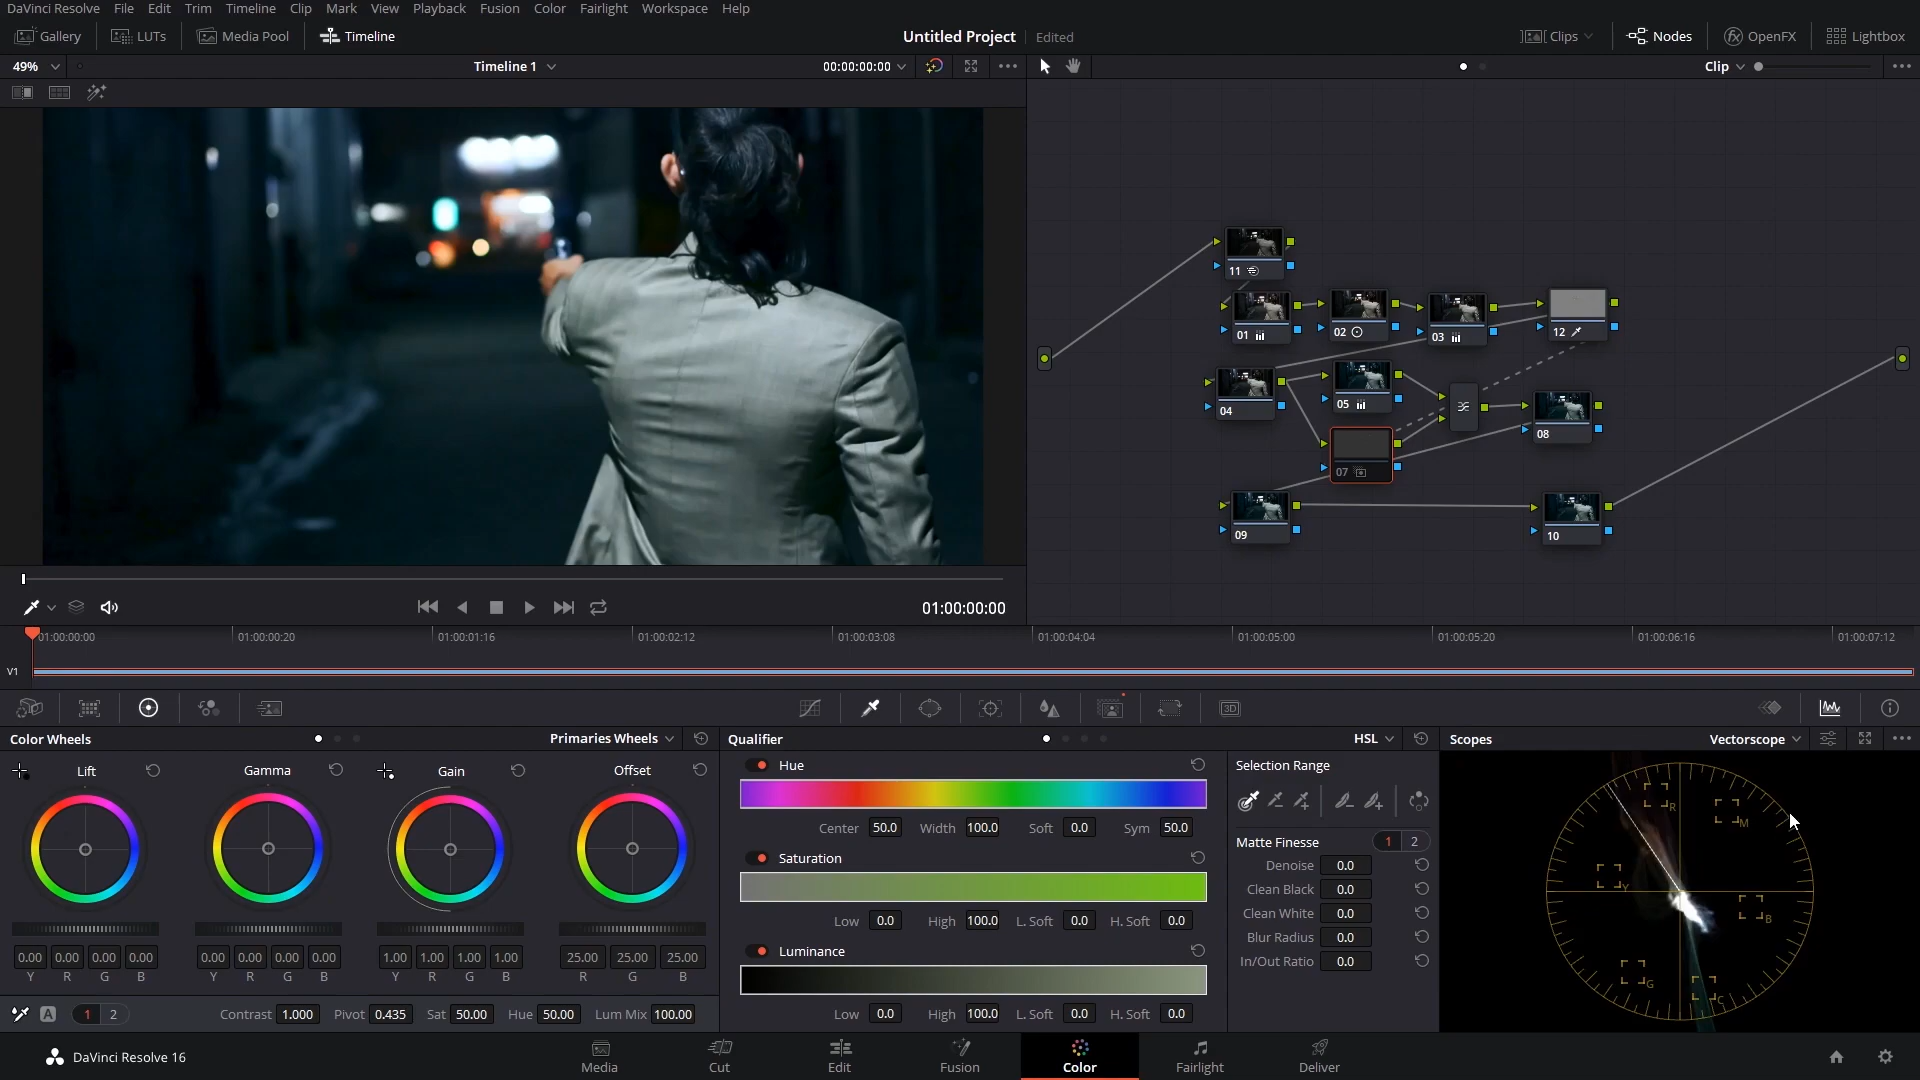 DaVinci Resolve File Edit Trim Timeline Clip Mark View Playback Fusion Color Fairlight Workspace Help
Gallery LUTs Media Pool Timeline Untitled Project Edited Clips Nodes fx OpenFX Lightbox
49% Timeline 1 00:00:00:00 Clip
11
01 02 03 12
04 05 08
07
09 10
01:00:00:00
01:00:00:00 01:00:00:20 01:00:01:16 01:00:02:12 01:00:03:08 01:00:04:04 01:00:05:00 01:00:05:20 01:00:06:16 01:00:07:12
V1
3D
Color Wheels Primaries Wheels Qualifier HSL Scopes Vectorscope
Lift Gamma Gain Offset
0.00 0.00 0.00 0.00 0.00 0.00 0.00 0.00 1.00 1.00 1.00 1.00 25.00 25.00 25.00
Y R G B Y R G B Y R G B R G B
A 1 2 Contrast 1.000 Pivot 0.435 Sat 50.00 Hue 50.00 Lum Mix 100.00
Hue
Center 50.0 Width 100.0 Soft 0.0 Sym 50.0
Saturation
Low 0.0 High 100.0 L. Soft 0.0 H. Soft 0.0
Luminance
Low 0.0 High 100.0 L. Soft 0.0 H. Soft 0.0
Selection Range
Matte Finesse 1 2
Denoise 0.0
Clean Black 0.0
Clean White 0.0
Blur Radius 0.0
In/Out Ratio 0.0
R M
Y
B
G C
DaVinci Resolve 16 Media Cut Edit Fusion Color Fairlight Deliver